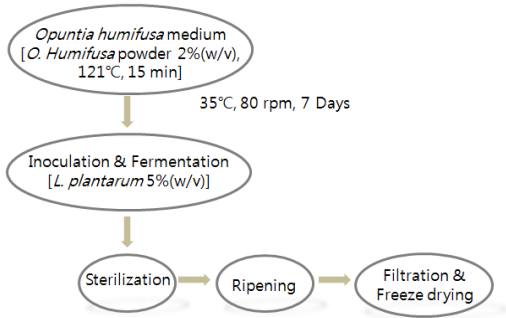 Opuntia humifusa medium
[O. Humifusa powder 2%(w/v),
121℃, 15 min]
35℃, 80 rpm, 7 Days
Inoculation & Fermentation
[L. plantarum 5%(w/v)]
Sterilization
Ripening
Filtration &
Freeze drying